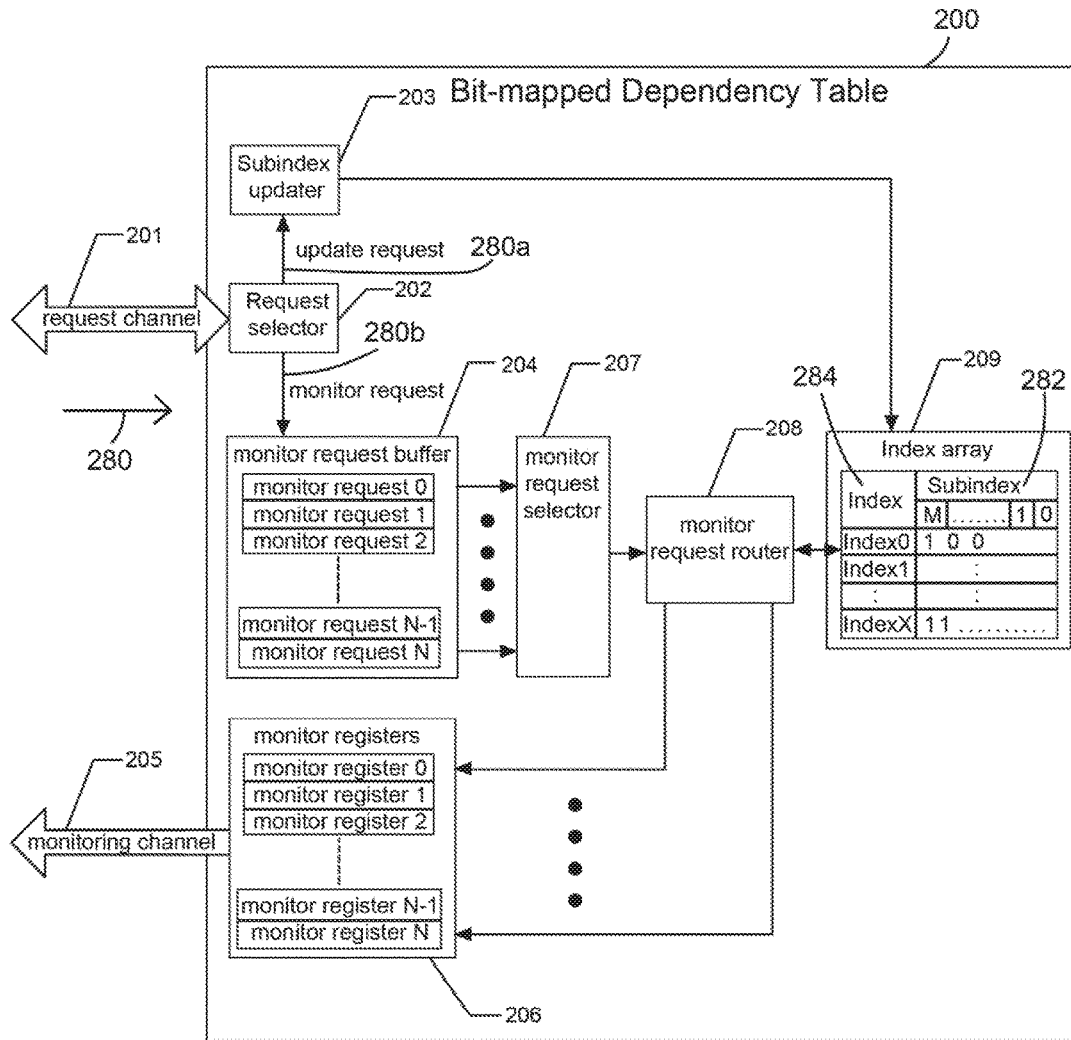 200
Bit-mapped Dependency Table
203
Subindex
updater
201
update request
280a
request channel
Request
selector
202
280b
monitor request
204
207
209
284
282
280
208
monitor request buffer
monitor request 0
monitor request 1
monitor request 2
monitor request N-1
monitor request N
monitor
request
selector
monitor
request router
Index array
Index
Subindex
M ....... 1 0
Index0 1 0 0
Index1 :
: :
IndexX 1 1 ..........
205
monitoring channel
monitor registers
monitor register 0
monitor register 1
monitor register 2
monitor register N-1
monitor register N
206